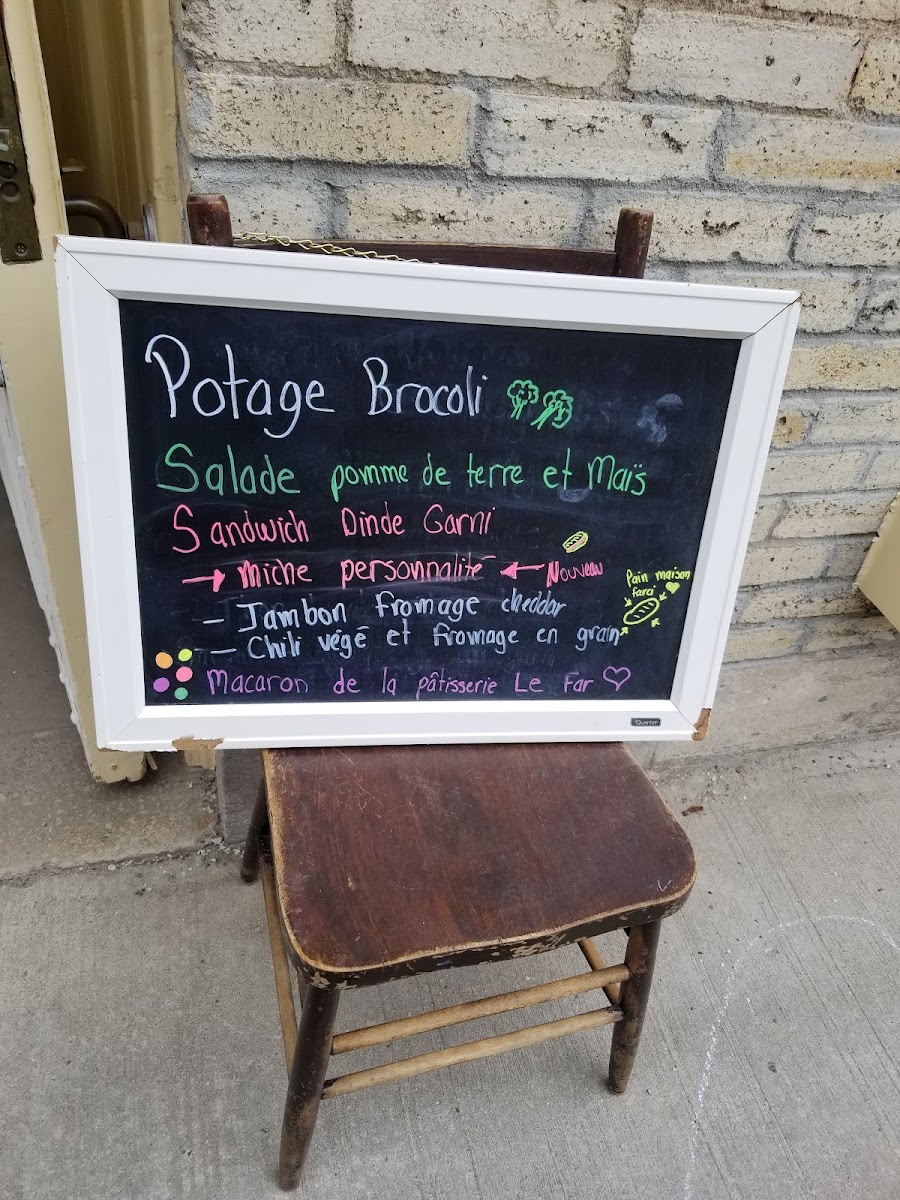 Potage Brocoli
Salade pomme de terre et Maïs
Sandwich Dinde Garni
→ Miche personnalité ← Nouveau
Pain maison
farci
- Jambon fromage cheddar
- Chili végé et fromage en grain
Macaron de la pâtisserie Le Far ♡
Quartet